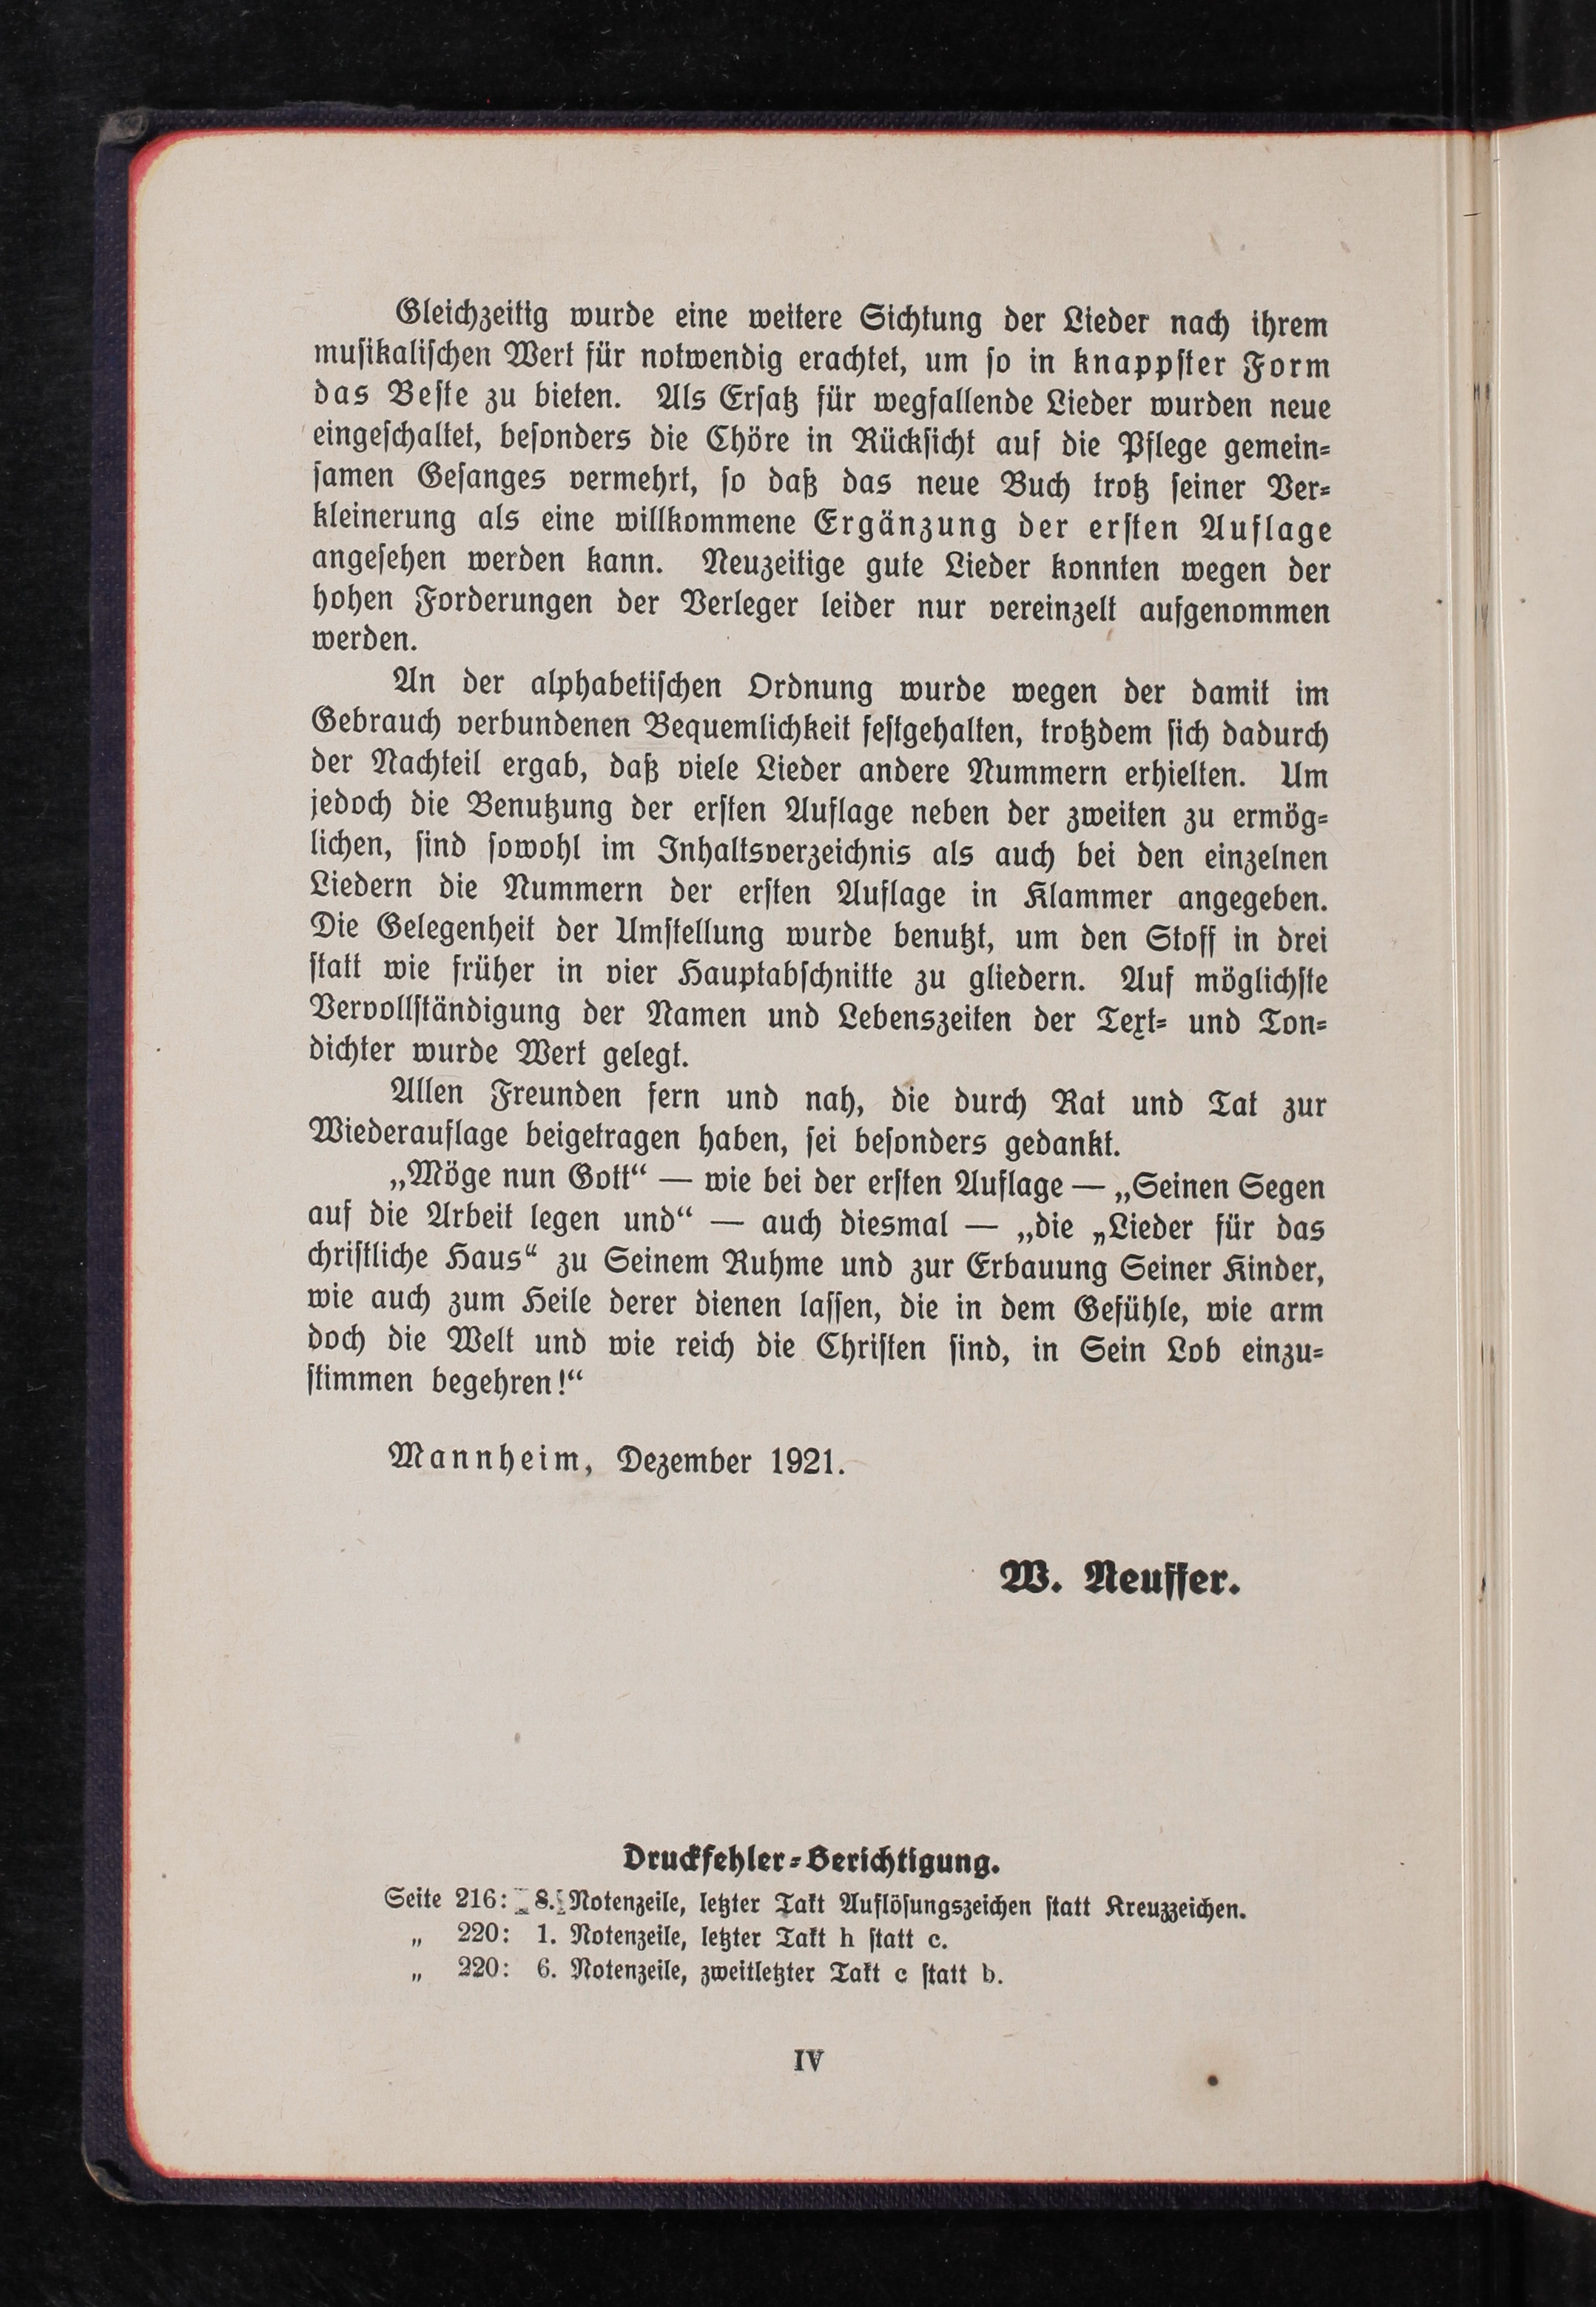 Gleichzeitig wurde eine weitere Sichtung der Lieder nach ihrem
musikalischen Wert für notwendig erachtet, um so in knappster Form
das Beste zu bieten. Als Ersatz für wegfallende Lieder wurden neue
eingeschaltet, besonders die Chöre in Rücksicht auf die Pflege gemein-
samen Gesanges vermehrt, so daß das neue Buch trotz seiner Ver-
kleinerung als eine willkommene Ergänzung der ersten Auflage
angesehen werden kann. Neuzeitige gute Lieder konnten wegen der
hohen Forderungen der Verleger leider nur vereinzelt aufgenommen
werden.
An der alphabetischen Ordnung wurde wegen der damit im
Gebrauch verbundenen Bequemlichkeit festgehalten, trotzdem sich dadurch
der Nachteil ergab, daß viele Lieder andere Nummern erhielten. Um
jedoch die Benutzung der ersten Auflage neben der zweiten zu ermög-
lichen, sind sowohl im Inhaltsverzeichnis als auch bei den einzelnen
Liedern die Nummern der ersten Auflage in Klammer angegeben.
Die Gelegenheit der Umstellung wurde benutzt, um den Stoff in drei
statt wie früher in vier Hauptabschnitte zu gliedern. Auf möglichste
Vervollständigung der Namen und Lebenszeiten der Text- und Ton-
dichter wurde Wert gelegt.
Allen Freunden fern und nah, die durch Rat und Tat zur
Wiederauflage beigetragen haben, sei besonders gedankt.
„Möge nun Gott“ — wie bei der ersten Auflage — „Seinen Segen
auf die Arbeit legen und“ — auch diesmal — „die „Lieder für das
christliche Haus“ zu Seinem Ruhme und zur Erbauung Seiner Kinder,
wie auch zum Heile derer dienen lassen, die in dem Gefühle, wie arm
doch die Welt und wie reich die Christen sind, in Sein Lob einzu-
stimmen begehren!“
Mannheim, Dezember 1921.
W. Neuffer.
Druckfehler-Berichtigung.
Seite 216: 8. Notenzeile, letzter Takt Auflösungszeichen statt Kreuzzeichen.
„ 220: 1. Notenzeile, letzter Takt h statt c.
„ 220: 6. Notenzeile, zweitletzter Takt c statt b.
IV